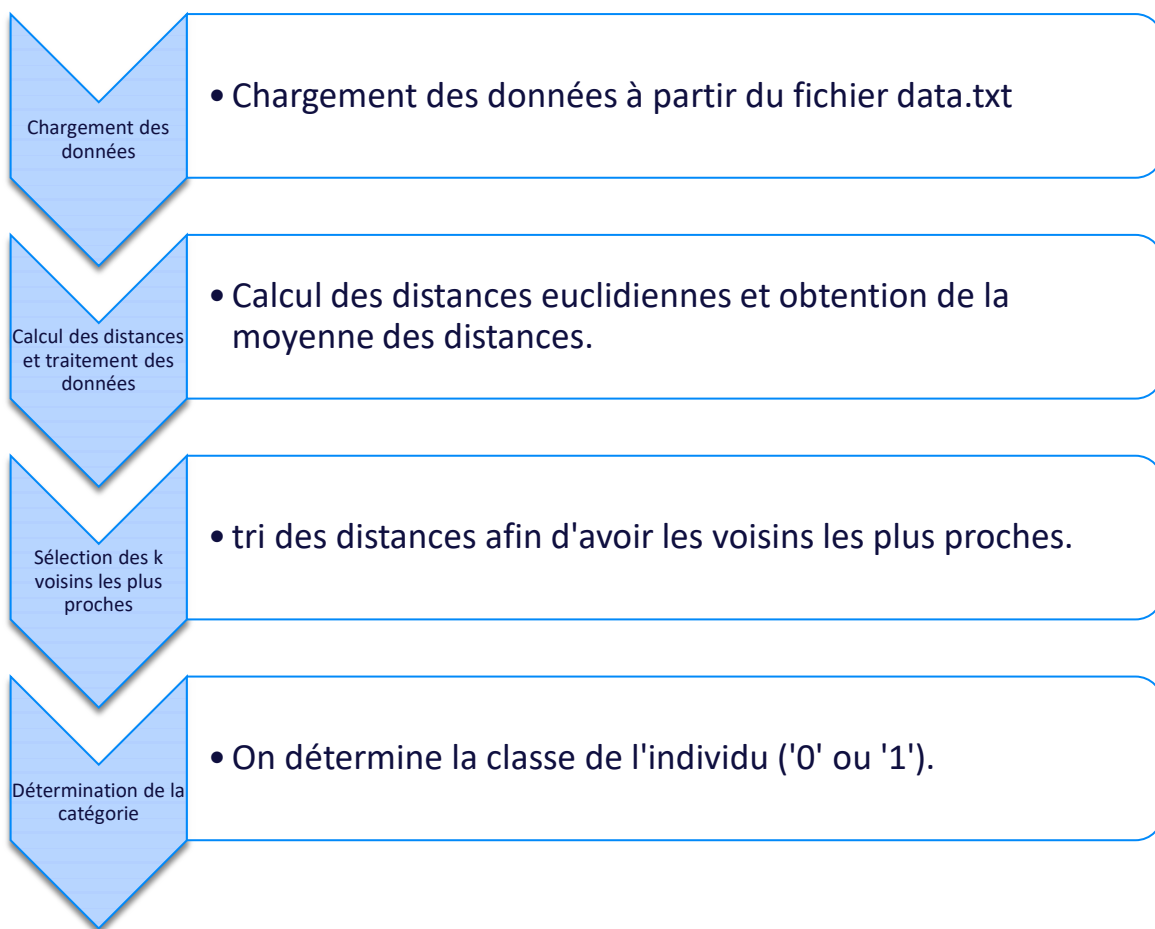 Chargement des
données
• Chargement des données à partir du fichier data.txt
Calcul des distances
et traitement des
données
• Calcul des distances euclidiennes et obtention de la
moyenne des distances.
Sélection des k
voisins les plus
proches
• tri des distances afin d'avoir les voisins les plus proches.
Détermination de la
catégorie
• On détermine la classe de l'individu ('0' ou '1').